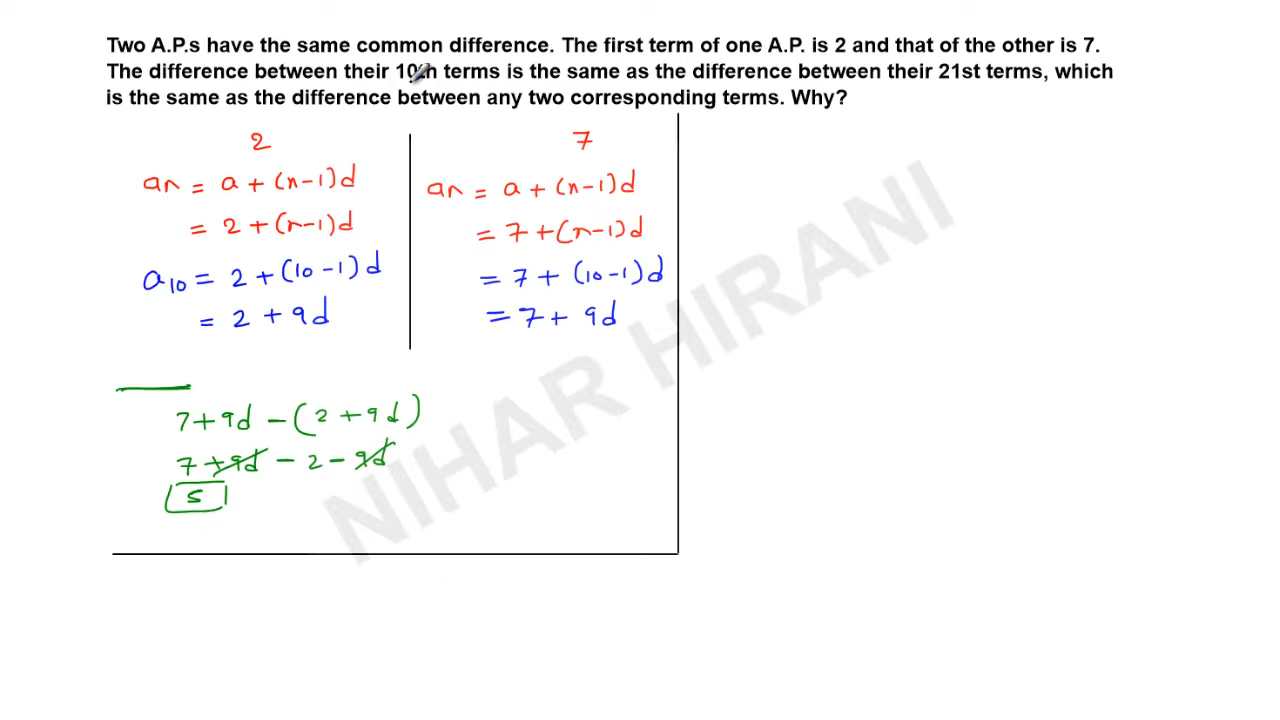 Two A.P.s have the same common difference. The first term of one A.P. is 2 and that of the other is 7.
The difference between their 10th terms is the same as the difference between their 21st terms, which
is the same as the difference between any two corresponding terms. Why?
2
an = a + (n-1)d
= 2 + (n-1)d
a10 = 2 + (10-1)d
= 2 + 9d
7
an = a + (n-1)d
= 7 + (n-1)d
= 7 + (10-1)d
= 7 + 9d
7+9d - (2+9d)
7+9d - 2 - 9d
5
NIHAR HIRANI